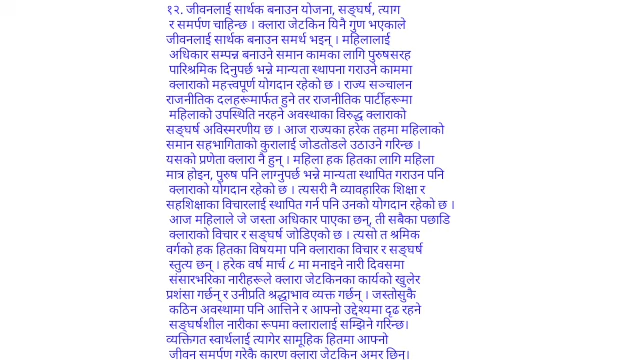 १२. जीवनलाई सार्थक बनाउन योजना, सङ्घर्ष, त्याग
र समर्पण चाहिन्छ । क्लारा जेटकिन यिनै गुण भएकाले
जीवनलाई सार्थक बनाउन समर्थ भइन् । महिलालाई
अधिकार सम्पन्न बनाउने समान कामका लागि पुरुषसरह
पारिश्रमिक दिनुपर्छ भन्ने मान्यता स्थापना गराउने काममा
क्लाराको महत्त्वपूर्ण योगदान रहेको छ । राज्य सञ्चालन
राजनीतिक दलहरूमार्फत हुने तर राजनीतिक पार्टीहरूमा
महिलाको उपस्थिति नरहने अवस्थाका विरुद्ध क्लाराको
सङ्घर्ष अविस्मरणीय छ । आज राज्यका हरेक तहमा महिलाको
समान सहभागिताको कुरालाई जोडतोडले उठाउने गरिन्छ ।
यसको प्रणेता क्लारा नै हुन् । महिला हक हितका लागि महिला
मात्र होइन, पुरुष पनि लाग्नुपर्छ भन्ने मान्यता स्थापित गराउन पनि
क्लाराको योगदान रहेको छ । त्यसरी नै व्यावहारिक शिक्षा र
सहशिक्षाका विचारलाई स्थापित गर्न पनि उनको योगदान रहेको छ ।
आज महिलाले जे जस्ता अधिकार पाएका छन्, ती सबैका पछाडि
क्लाराको विचार र सङ्घर्ष जोडिएको छ । त्यसो त श्रमिक
वर्गको हक हितका विषयमा पनि क्लाराका विचार र सङ्घर्ष
स्तुत्य छन् । हरेक वर्ष मार्च ८ मा मनाइने नारी दिवसमा
संसारभरिका नारीहरूले क्लारा जेटकिनका कार्यको खुलेर
प्रशंसा गर्छन् र उनीप्रति श्रद्धाभाव व्यक्त गर्छन् । जस्तोसुकै
कठिन अवस्थामा पनि आत्तिने र आफ्नो उद्देश्यमा दृढ रहने
सङ्घर्षशील नारीका रूपमा क्लारालाई सम्झिने गरिन्छ।
व्यक्तिगत स्वार्थलाई त्यागेर सामूहिक हितमा आफ्नो
जीवन समर्पण गरेकै कारण क्लारा जेटकिन अमर छिन्।